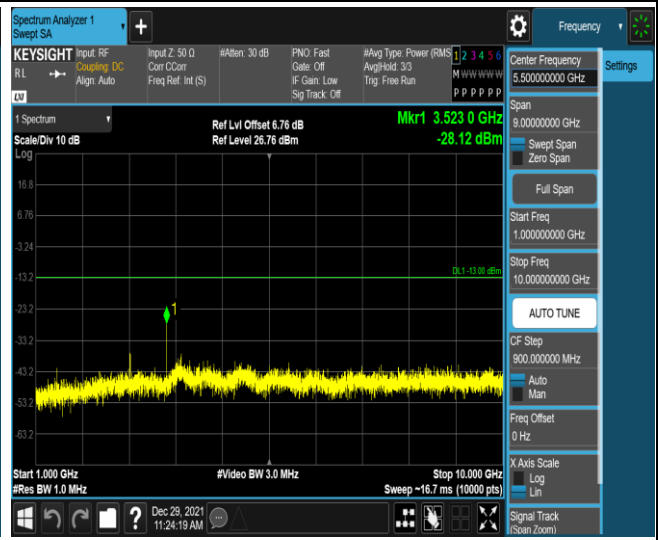 Spectrum Analyzer 1
Swept SA
Frequency
KEYSIGHT
Input: RF
Coupling: DC
Align: Auto
R L
LXI
Input Z: 50 Ω
Corr CCorr
Freq Ref: Int (S)
#Atten: 30 dB
PNO: Fast
Gate: Off
IF Gain: Low
Sig Track: Off
#Avg Type: Power (RMS
Avg|Hold: 3/3
Trig: Free Run
1 2 3 4 5 6
M W W W W W
P P P P P P
1 Spectrum
Scale/Div 10 dB
Log
Ref Lvl Offset 6.76 dB
Ref Level 26.76 dBm
Mkr1 3.523 0 GHz
-28.12 dBm
16.8
6.76
-3.24
-13.2
-23.2
-33.2
-43.2
-53.2
-63.2
DL1 -13.00 dBm
1
Start 1.000 GHz
#Res BW 1.0 MHz
#Video BW 3.0 MHz
Stop 10.000 GHz
Sweep ~16.7 ms (10000 pts)
Dec 29, 2021
11:24:19 AM
Center Frequency
5.500000000 GHz
Settings
Span
9.00000000 GHz
Swept Span
Zero Span
Full Span
Start Freq
1.000000000 GHz
Stop Freq
10.000000000 GHz
AUTO TUNE
CF Step
900.000000 MHz
Auto
Man
Freq Offset
0 Hz
X Axis Scale
Log
Lin
Signal Track
(Span Zoom)